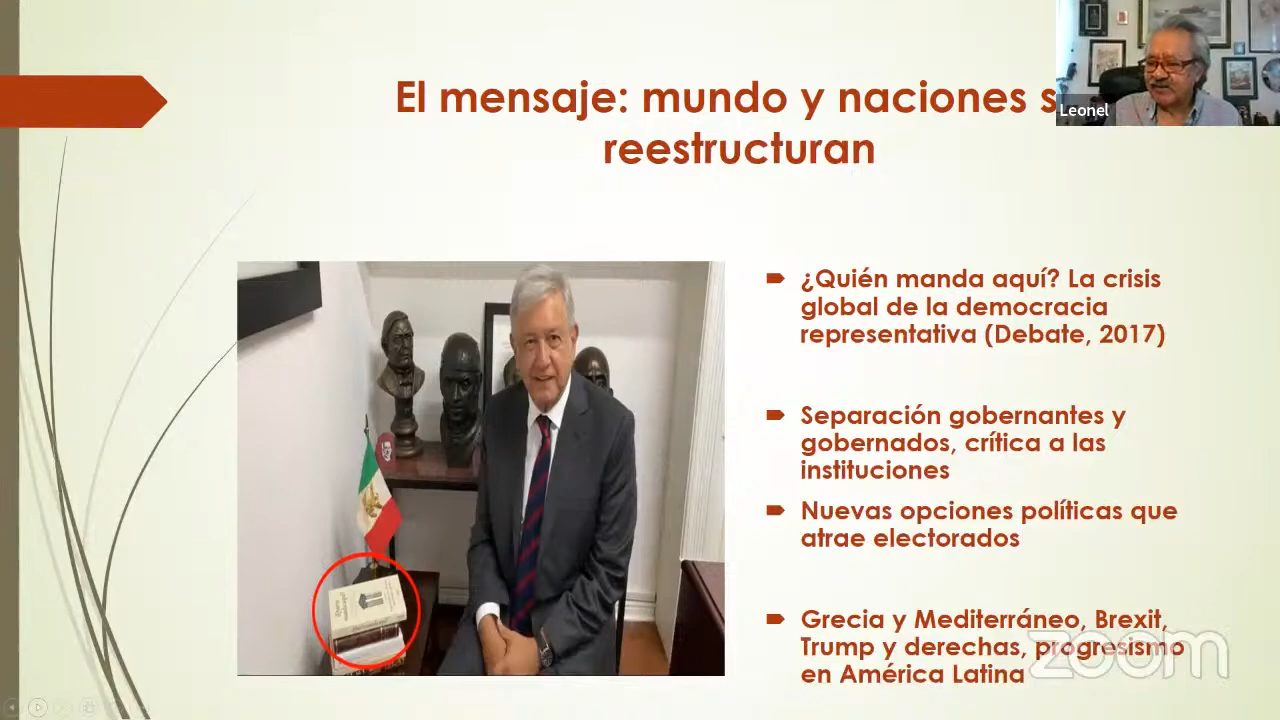 El mensaje: mundo y naciones s
reestructuran
Leonel
¿Quién manda aquí? La crisis
global de la democracia
representativa (Debate, 2017)
Separación gobernantes y
gobernados, crítica a las
instituciones
Nuevas opciones políticas que
atrae electorados
Grecia y Mediterráneo, Brexit,
Trump y derechas, progresismo
en América Latina
zoom